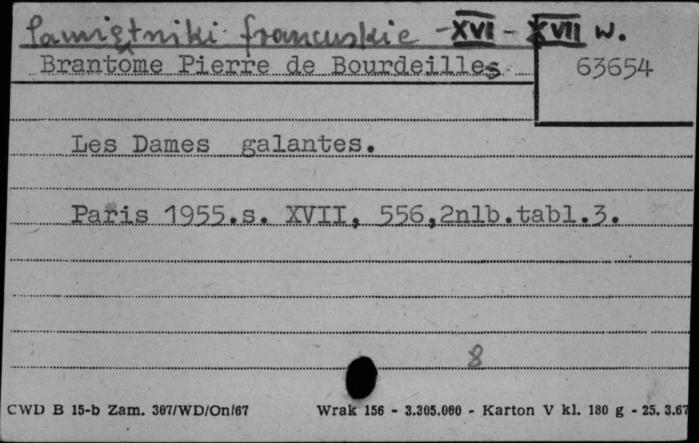 Pamiętniki francuskie - XVI - XVII w.
Brantôme Pierre de Bourdeilles
63654
Les Dames galantes.
Paris 1955.s. XVII, 556,2nlb.tabl.3.
8
CWD B 15-b Zam. 307/WD/On/67 Wrak 156 - 3.305.000 - Karton V kl. 180 g - 25. 3.67